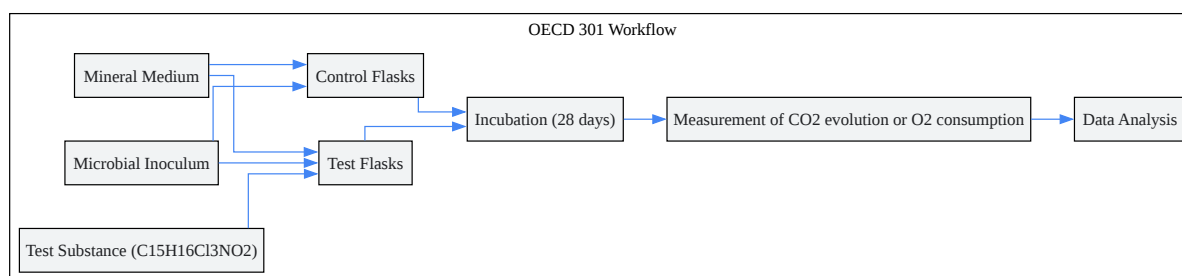 OECD 301 Workflow
Mineral Medium
Control Flasks
Incubation (28 days)
Measurement of CO2 evolution or O2 consumption
Data Analysis
Microbial Inoculum
Test Flasks
Test Substance (C15H16Cl3NO2)